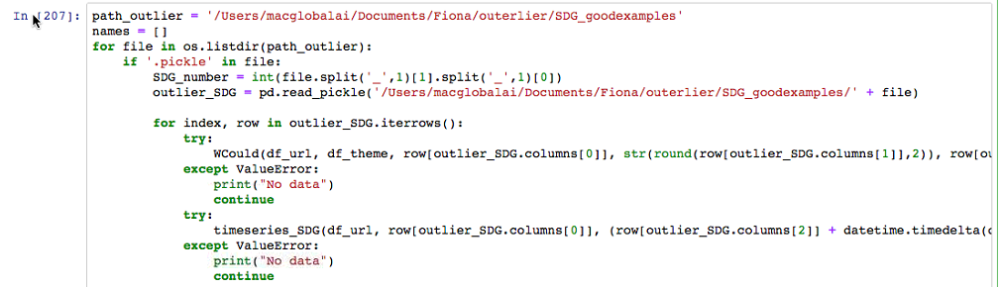 In [207]: path_outlier = '/Users/macglobalai/Documents/Fiona/outerlier/SDG_goodexamples'
names = []
for file in os.listdir(path_outlier):
    if '.pickle' in file:
        SDG_number = int(file.split('_',1)[1].split('_',1)[0])
        outlier_SDG = pd.read_pickle('/Users/macglobalai/Documents/Fiona/outerlier/SDG_goodexamples/' + file)
        for index, row in outlier_SDG.iterrows():
            try:
                WCould(df_url, df_theme, row[outlier_SDG.columns[0]], str(round(row[outlier_SDG.columns[1]],2)), row[ou
            except ValueError:
                print("No data")
                continue
            try:
                timeseries_SDG(df_url, row[outlier_SDG.columns[0]], (row[outlier_SDG.columns[2]] + datetime.timedelta(
            except ValueError:
                print("No data")
                continue